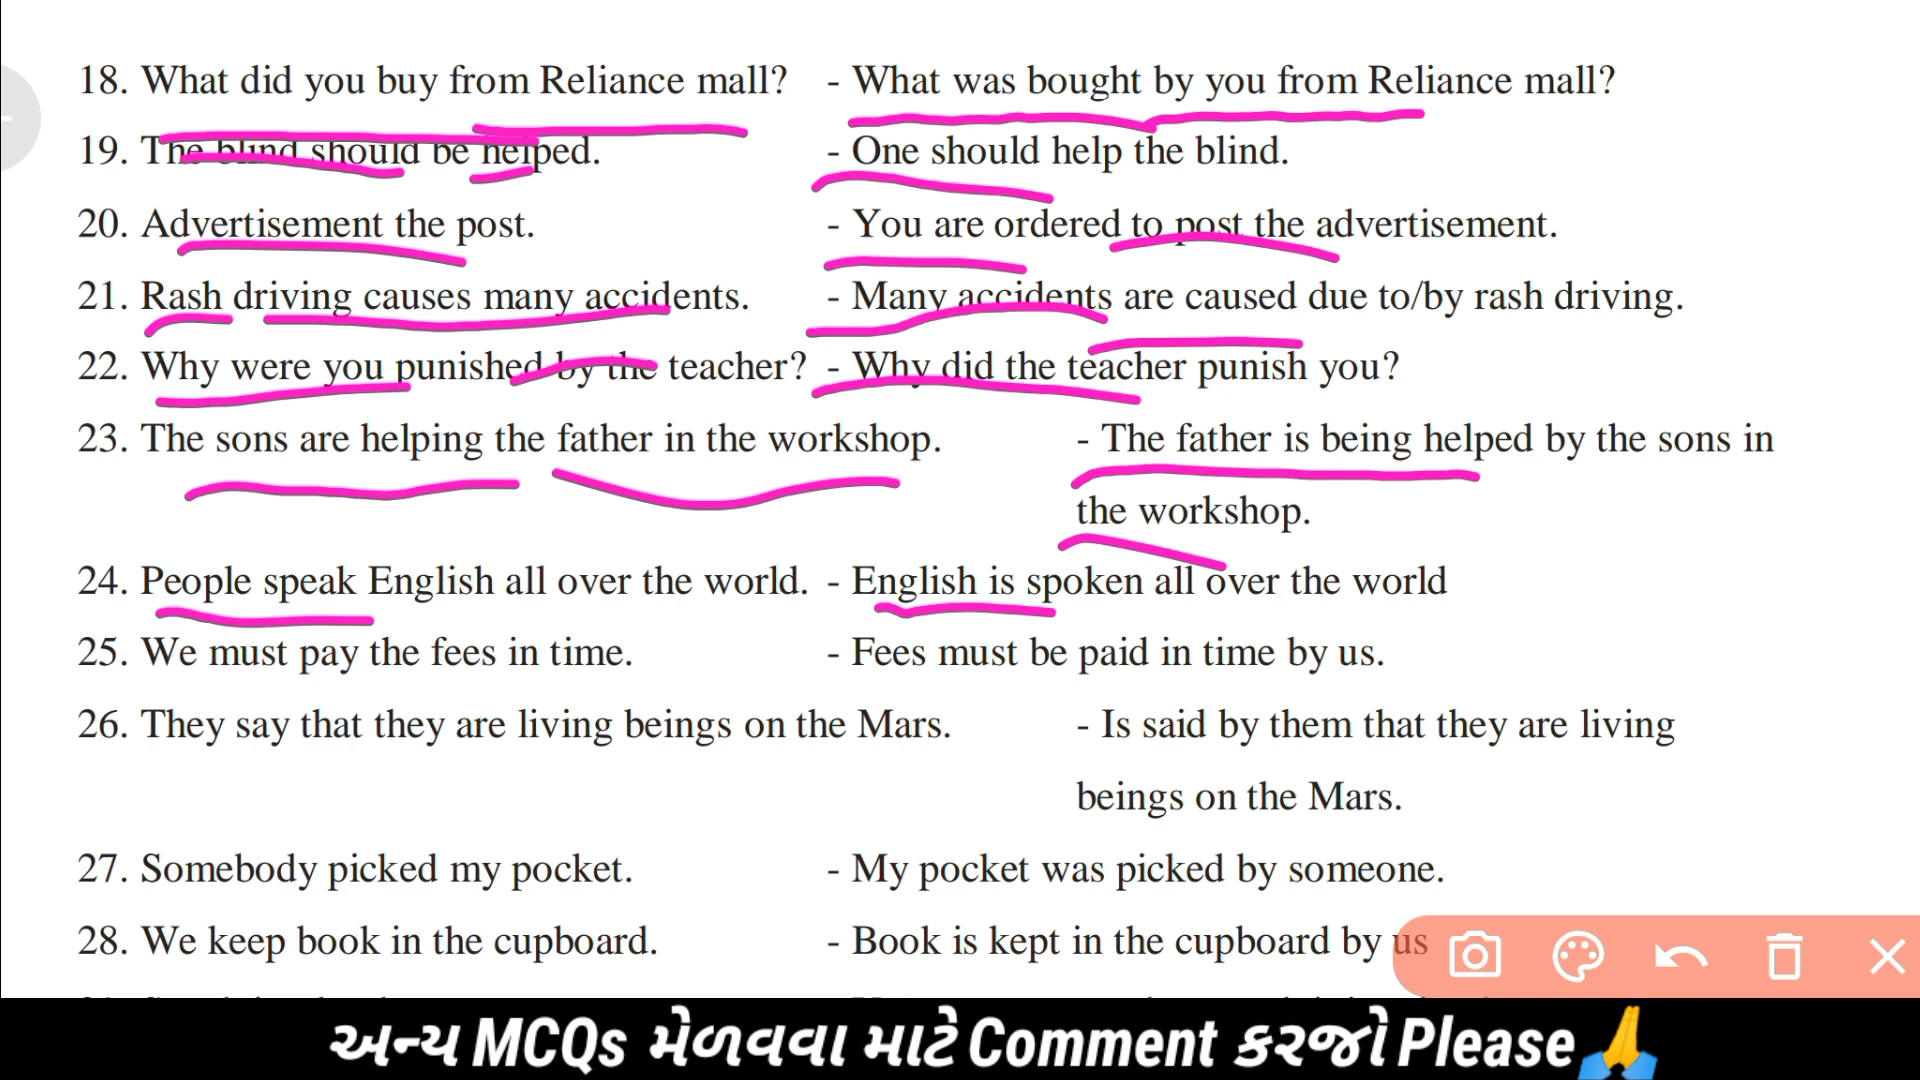 18. What did you buy from Reliance mall? - What was bought by you from Reliance mall?
19. The blind should be helped. - One should help the blind.
20. Advertisement the post. - You are ordered to post the advertisement.
21. Rash driving causes many accidents. - Many accidents are caused due to/by rash driving.
22. Why were you punished by the teacher? - Why did the teacher punish you?
23. The sons are helping the father in the workshop. - The father is being helped by the sons in
the workshop.
24. People speak English all over the world. - English is spoken all over the world
25. We must pay the fees in time. - Fees must be paid in time by us.
26. They say that they are living beings on the Mars. - Is said by them that they are living
beings on the Mars.
27. Somebody picked my pocket. - My pocket was picked by someone.
28. We keep book in the cupboard. - Book is kept in the cupboard by us
અન્ય MCQs મેળવવા માટે Comment કરજો Please🙏